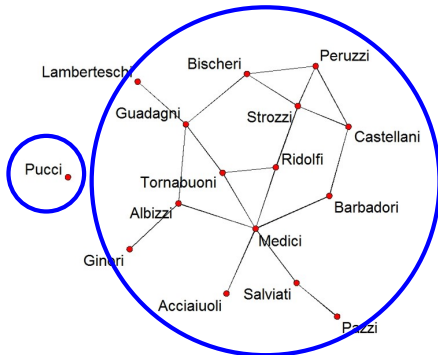 Peruzzi
Bischeri
Lamberteschi
Strozzi
Guadagni
Castellani
Ridolfi
Pucci
Tornabuoni
Albizzi
Barbadori
Medici
Ginori
Salviati
Acciaiuoli
Pazzi